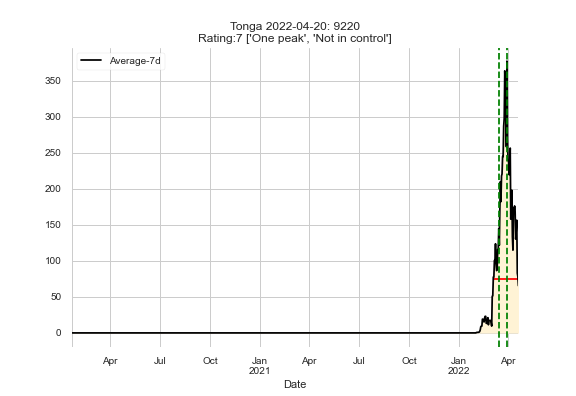 Tonga 2022-04-20: 9220
Rating:7 ['One peak', 'Not in control']
Average-7d
350
300
250
200
150
100
50
0
Apr
Jul
Oct
Jan
2021
Apr
Jul
Oct
Jan
2022
Apr
Date